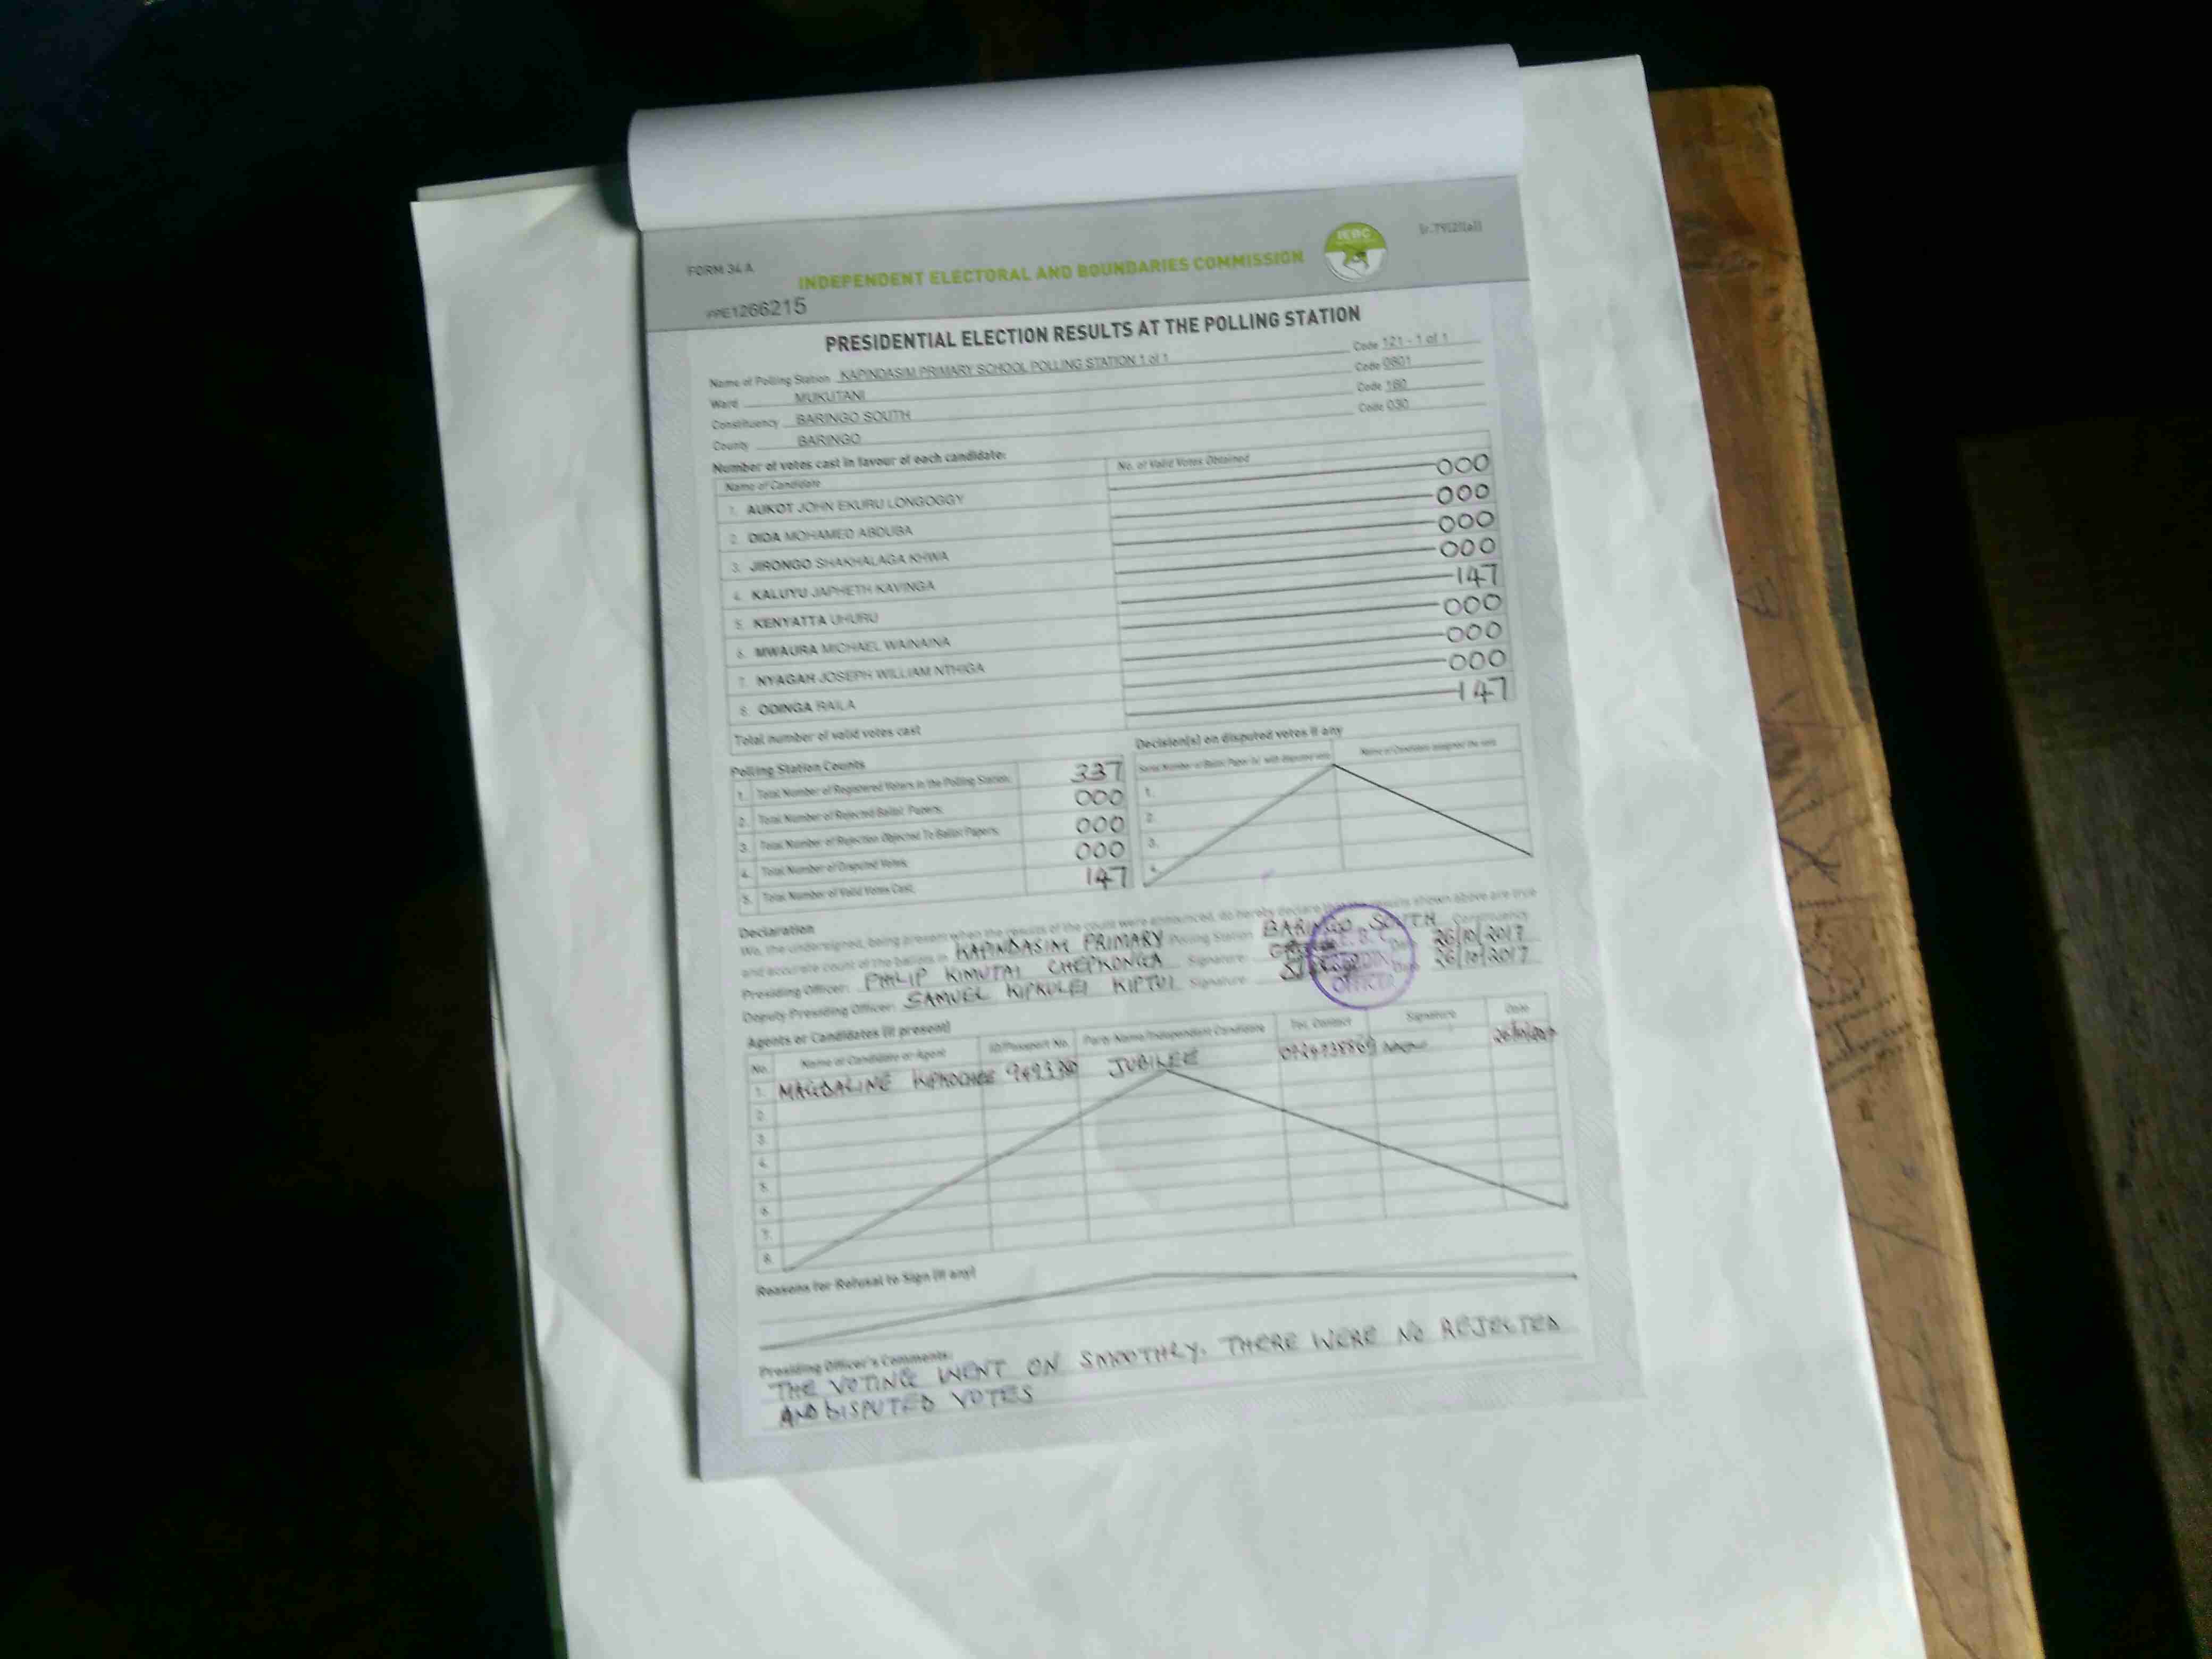 FORM 34 A
INDEPENDENT ELECTORAL AND BOUNDARIES COMMISSION
IEBC
1266215
PRESIDENTIAL ELECTION RESULTS AT THE POLLING STATION
Name of Polling Station KAPINDASIM PRIMARY SCHOOL POLLING STATION 1 of 1 Code 121 - 1 of 1
Ward MUKUTANI Code 0801
Constituency BARINGO SOUTH Code 160
County BARINGO Code 030
Number of votes cast in favour of each candidate:
Name of Candidate No. of Valid Votes Obtained
1. AUKOT JOHN EKURU LONGOGGY 000
2. DIDA MOHAMED ABDUBA 000
3. JIRONGO SHAKHALAGA KHWA 000
4. KALUYU JAPHETH KAVINGA 000
5. KENYATTA UHURU 147
6. MWAURA MICHAEL WAINAINA 000
7. NYAGAH JOSEPH WILLIAM NTHIGA 000
8. ODINGA RAILA 000
Total number of valid votes cast 147
Polling Station Counts
1. Total Number of Registered Voters in the Polling Station 337
2. Total Number of Rejected Ballot Papers 000
3. Total Number of Rejection Objected To Ballot Papers 000
4. Total Number of Disputed Votes 000
5. Total Number of Valid Votes Cast 147
Decision(s) on disputed votes if any
Serial Number of Ballot Paper (s) with disputed vote Name of Candidate assigned the vote
1.
2.
3.
4.
Declaration
We, the undersigned, being present when the results of the count were announced, do hereby declare that the results shown above are true
and accurate count of the ballots in KAPINDASIM PRIMARY Polling Station BARINGO SOUTH Constituency
Presiding Officer: PHILIP KIMUTAI CHEPKONGA Signature: Date 26/10/2017
Deputy Presiding Officer: SAMUEL KIPKULEI KIPTUI Signature: Date 26/10/2017
OFFICER
Agents or Candidates (if present)
No. Name of Candidate or Agent ID/Passport No. Party Name/Independent Candidate Tel. Contact Signature Date
1. MAGDALINE JUBILEE 26/10/2017
2.
3.
4.
5.
6.
7.
8.
Reasons for Refusal to Sign (if any)
Presiding Officer's Comments:
THE VOTING WENT ON SMOOTHLY. THERE WERE NO REJECTED
AND DISPUTED VOTES